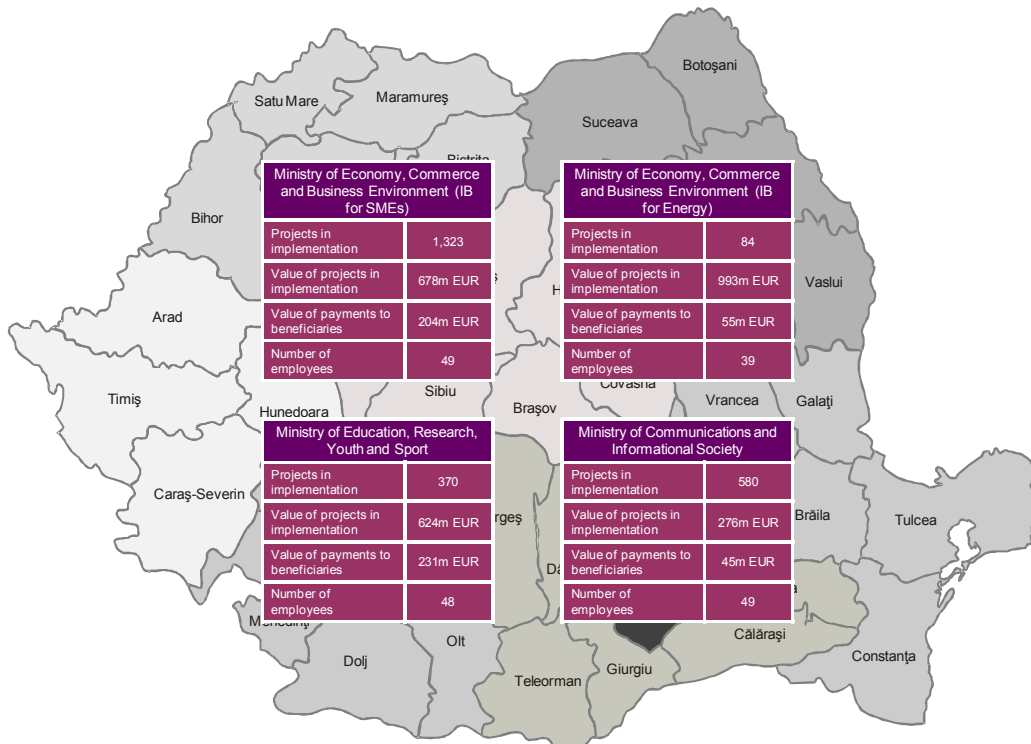 Botoşani
Satu Mare
Maramureş
Suceava
Bihor
Arad
Timiş
Hunedoara
Caraş-Severin
Sibiu
Braşov
Covasna
Vrancea
Galaţi
Vaslui
Brăila
Tulcea
Constanţa
Călăraşi
Giurgiu
Teleorman
Olt
Dolj
Ministry of Economy, Commerce
and Business Environment (IB
for SMEs)
Projects in
implementation
1,323
Value of projects in
implementation
678m EUR
Value of payments to
beneficiaries
204m EUR
Number of
employees
49
Ministry of Economy, Commerce
and Business Environment (IB
for Energy)
Projects in
implementation
84
Value of projects in
implementation
993m EUR
Value of payments to
beneficiaries
55m EUR
Number of
employees
39
Ministry of Education, Research,
Youth and Sport
Projects in
implementation
370
Value of projects in
implementation
624m EUR
Value of payments to
beneficiaries
231m EUR
Number of
employees
48
Ministry of Communications and
Informational Society
Projects in
implementation
580
Value of projects in
implementation
276m EUR
Value of payments to
beneficiaries
45m EUR
Number of
employees
49